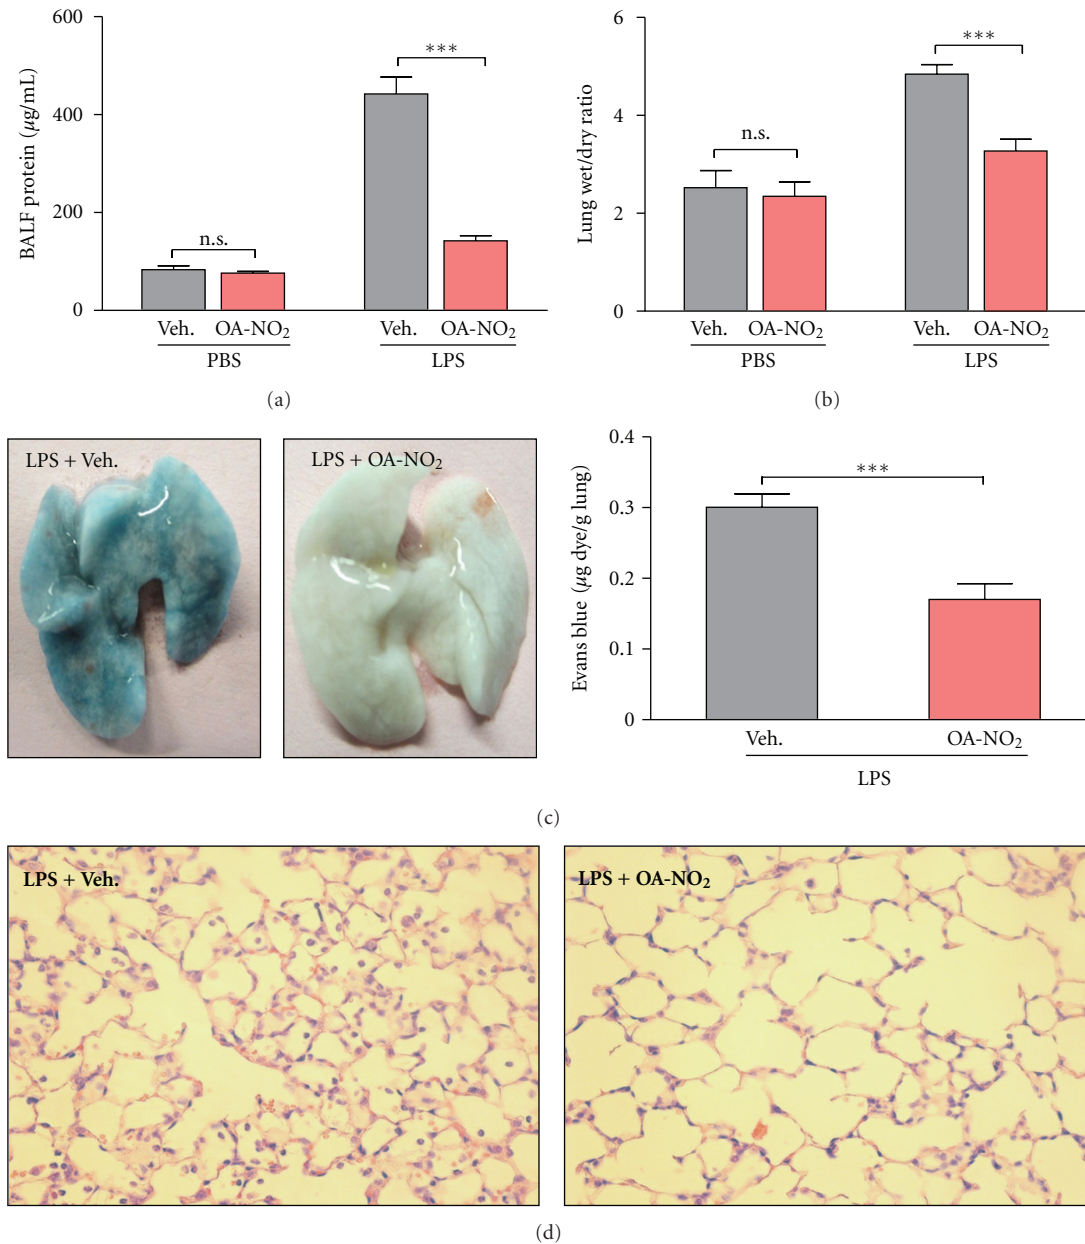 600
400
200
0
BALF protein (µg/mL)
n.s.
***
Veh. OA-NO₂ Veh. OA-NO₂
PBS LPS
(a)
6
4
2
0
Lung wet/dry ratio
n.s.
***
Veh. OA-NO₂ Veh. OA-NO₂
PBS LPS
(b)
LPS + Veh.
LPS + OA-NO₂
0.4
0.3
0.2
0.1
0
Evans blue (µg dye/g lung)
***
Veh. OA-NO₂
LPS
(c)
LPS + Veh.
LPS + OA-NO₂
(d)